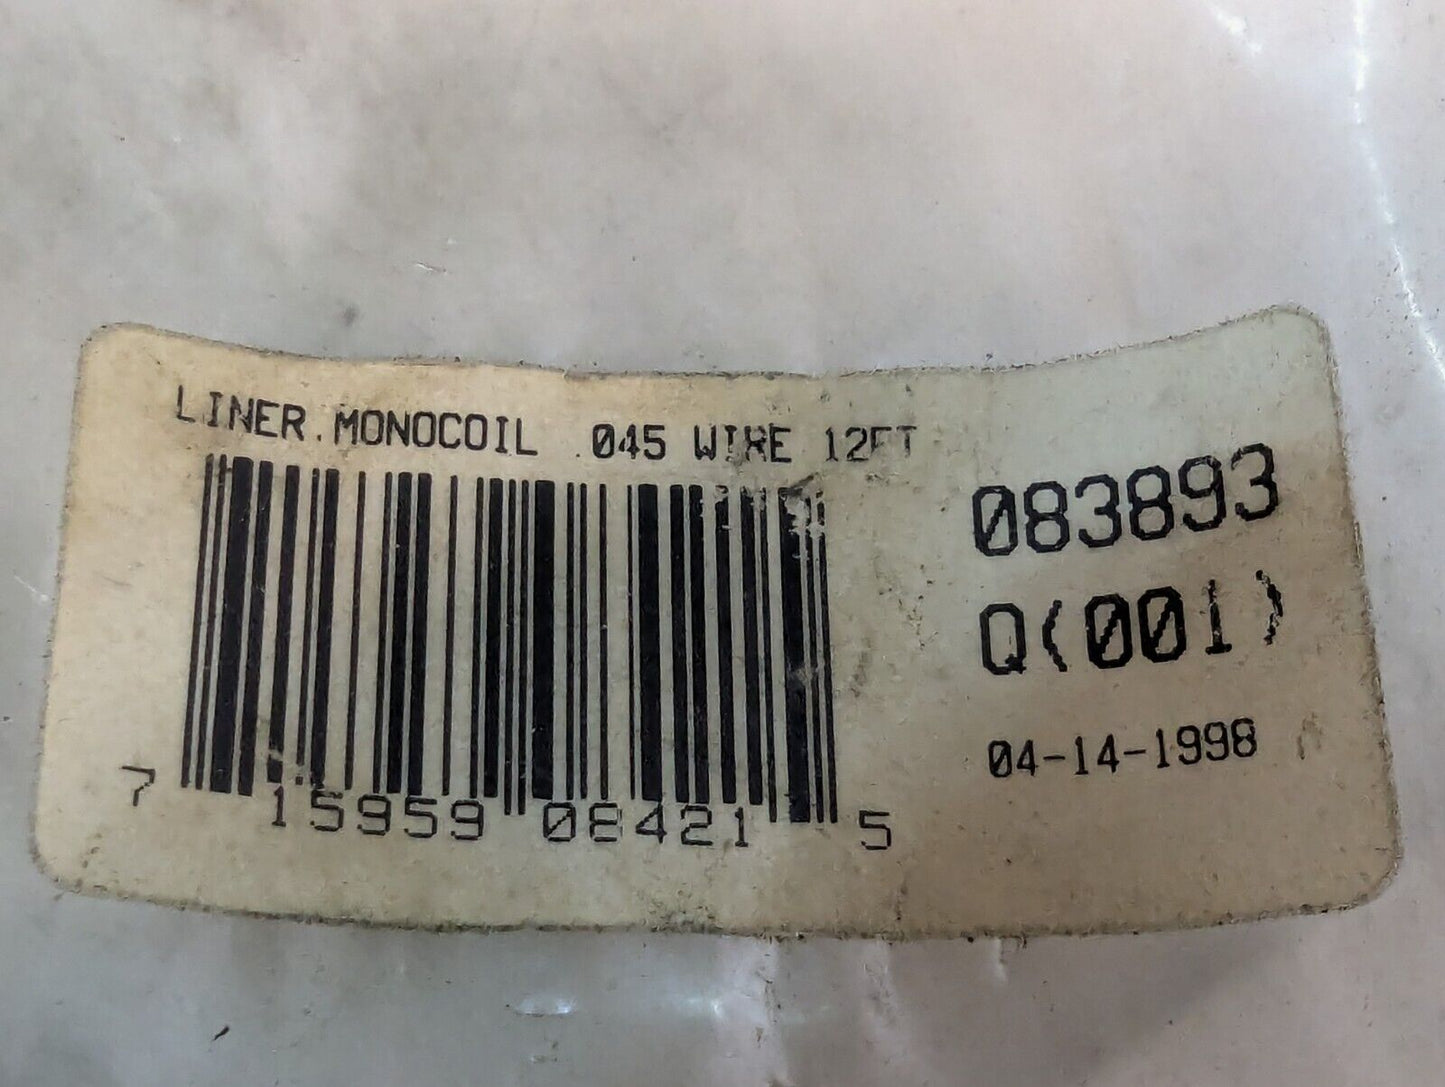 LINER.MONOCOIL .045 WIRE 12FT
083893
Q(001)
04-14-1998
7 15959 08421 5